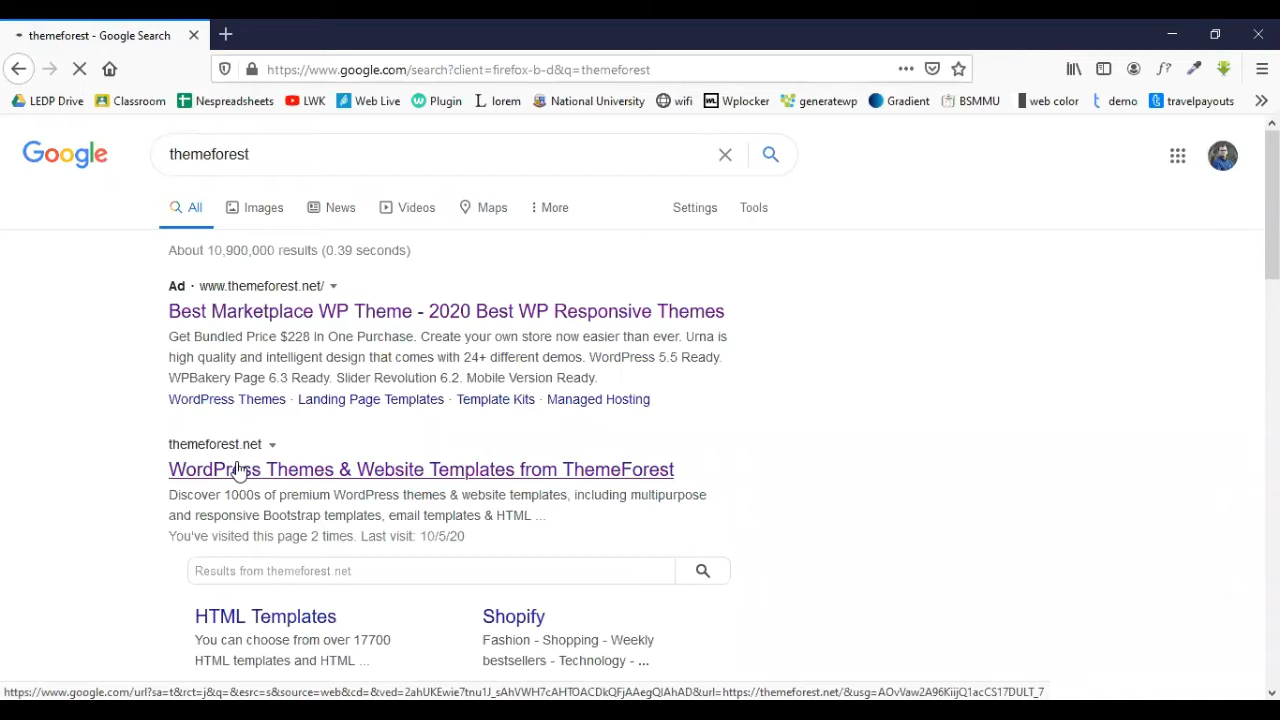 themeforest - Google Search
https://www.google.com/search?client=firefox-b-d&q=themeforest
LEDP Drive Classroom Nespreadsheets LWK Web Live Plugin lorem National University wifi Wplocker generatewp Gradient BSMMU web color demo travelpayouts
Google themeforest
All Images News Videos Maps More Settings Tools
About 10,900,000 results (0.39 seconds)
Ad · www.themeforest.net/
Best Marketplace WP Theme - 2020 Best WP Responsive Themes
Get Bundled Price $228 In One Purchase. Create your own store now easier than ever. Urna is
high quality and intelligent design that comes with 24+ different demos. WordPress 5.5 Ready.
WPBakery Page 6.3 Ready. Slider Revolution 6.2. Mobile Version Ready.
WordPress Themes · Landing Page Templates · Template Kits · Managed Hosting
themeforest.net
WordPress Themes & Website Templates from ThemeForest
Discover 1000s of premium WordPress themes & website templates, including multipurpose
and responsive Bootstrap templates, email templates & HTML ...
You've visited this page 2 times. Last visit: 10/5/20
Results from themeforest.net
HTML Templates Shopify
You can choose from over 17700 Fashion - Shopping - Weekly
HTML templates and HTML ... bestsellers - Technology - ...
https://www.google.com/url?sa=t&rct=j&q=&esrc=s&source=web&cd=&ved=2ahUKEwie7tnu1J_sAhVWH7cAHTOACDkQFjAAegQIAhAD&url=https://themeforest.net/&usg=AOvVaw2A96KiijQ1acCS17DULT_7